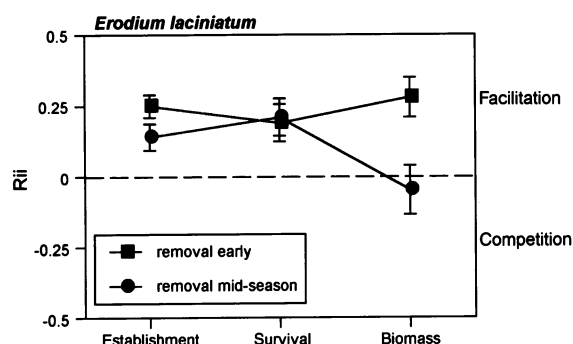 Erodium laciniatum
0.5
0.25
0
-0.25
-0.5
Rii
Facilitation
Competition
removal early
removal mid-season
Establishment
Survival
Biomass